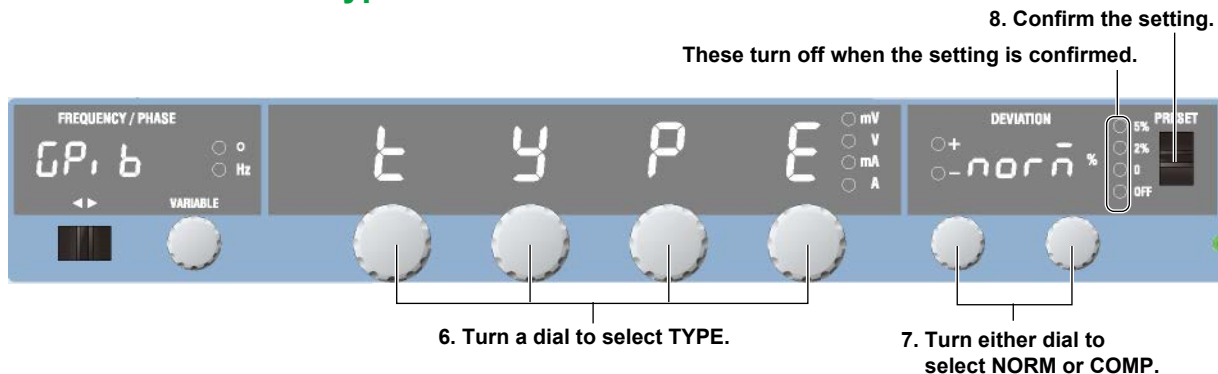 8. Confirm the setting.
These turn off when the setting is confirmed.
FREQUENCY / PHASE
GPib
o
Hz
VARIABLE
tyPE
mV
V
mA
A
DEVIATION
+
-
norm
%
5%
2%
0
OFF
PRESET
6. Turn a dial to select TYPE.
7. Turn either dial to
select NORM or COMP.